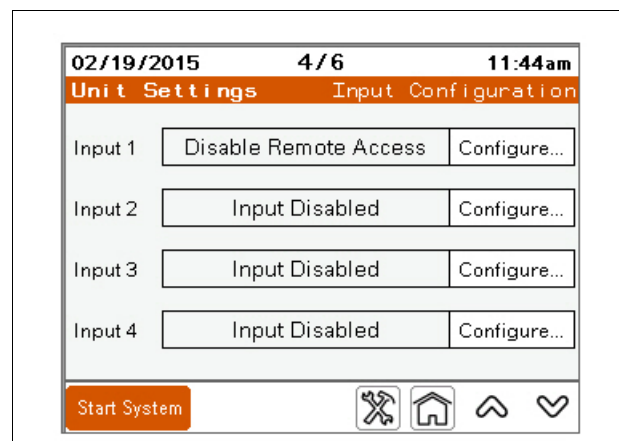 02/19/2015 4/6 11:44am
Unit Settings Input Configuration
Input 1 Disable Remote Access Configure...
Input 2 Input Disabled Configure...
Input 3 Input Disabled Configure...
Input 4 Input Disabled Configure...
Start System